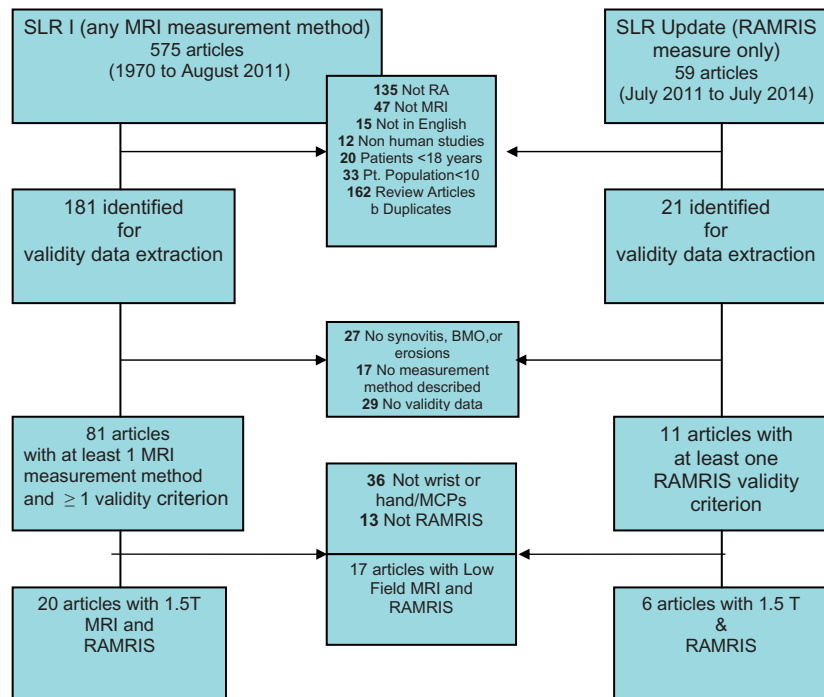 SLR I (any MRI measurement method)
575 articles
(1970 to August 2011)
SLR Update (RAMRIS
measure only)
59 articles
(July 2011 to July 2014)
135 Not RA
47 Not MRI
15 Not in English
12 Non human studies
20 Patients <18 years
33 Pt. Population<10
162 Review Articles
b Duplicates
181 identified
for
validity data extraction
21 identified
for
validity data extraction
27 No synovitis, BMO,or
erosions
17 No measurement
method described
29 No validity data
81 articles
with at least 1 MRI
measurement method
and ≥ 1 validity criterion
11 articles with
at least one
RAMRIS validity
criterion
36 Not wrist or
hand/MCPs
13 Not RAMRIS
17 articles with Low
Field MRI and
RAMRIS
20 articles with 1.5T
MRI and
RAMRIS
6 articles with 1.5 T
&
RAMRIS